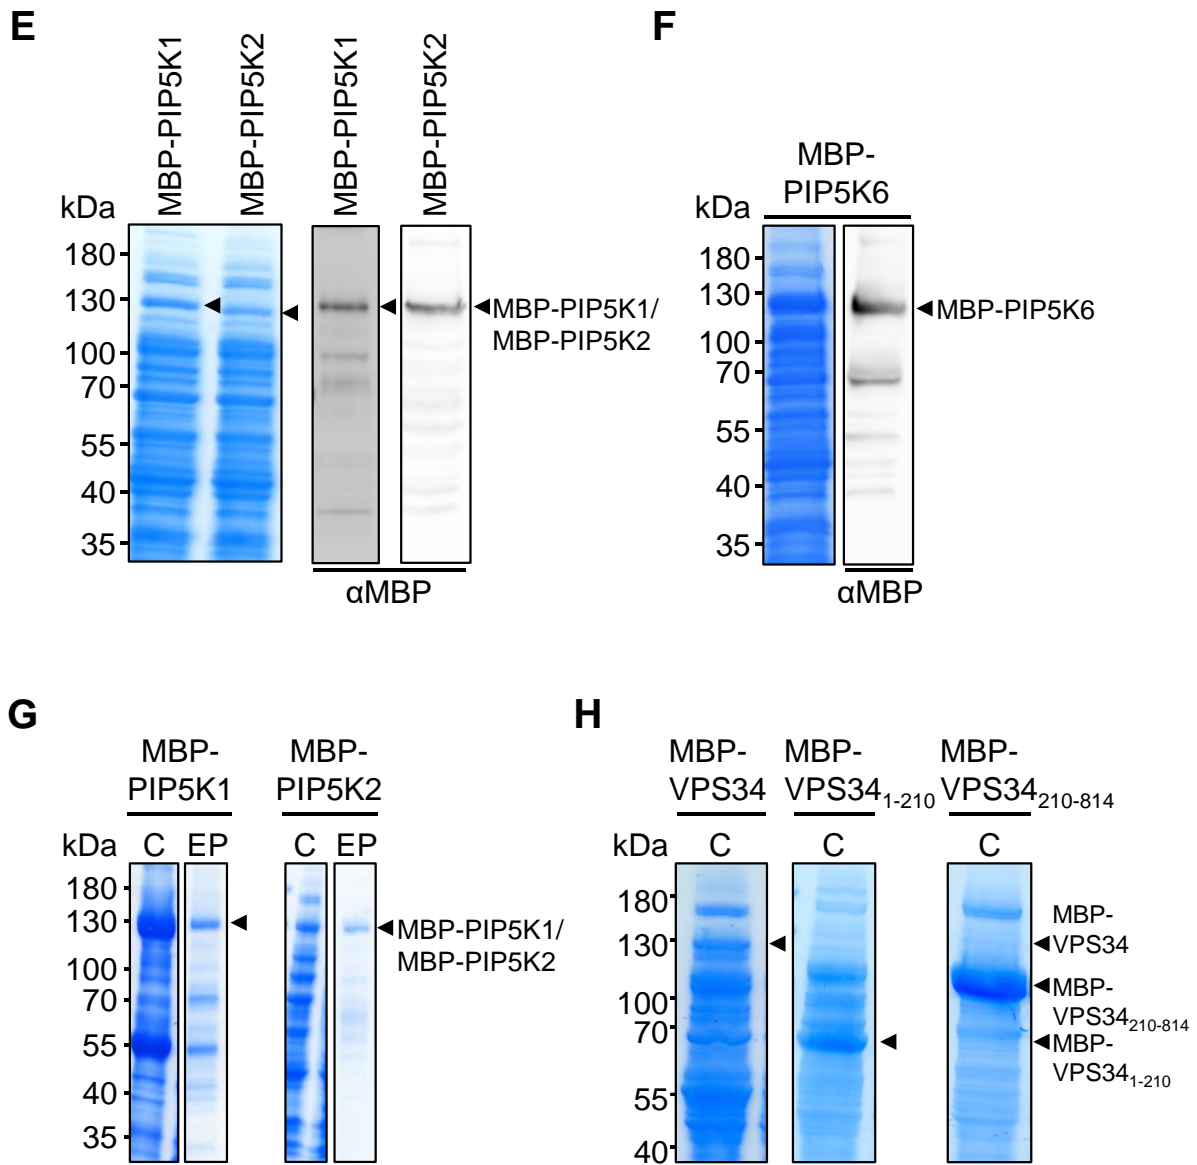 E
MBP-PIP5K1
MBP-PIP5K2
MBP-PIP5K1
MBP-PIP5K2
kDa
180
130
100
70
55
40
35
MBP-PIP5K1/
MBP-PIP5K2
αMBP
F
MBP-
PIP5K6
kDa
180
130
100
70
55
40
35
MBP-PIP5K6
αMBP
G
MBP-
PIP5K1
MBP-
PIP5K2
kDa
C EP
C EP
180
130
100
70
55
40
35
MBP-PIP5K1/
MBP-PIP5K2
H
MBP-
VPS34
MBP-
VPS34₁₋₂₁₀
MBP-
VPS34₂₁₀₋₈₁₄
kDa
C
C
C
180
130
100
70
55
40
MBP-
VPS34
MBP-
VPS34₂₁₀₋₈₁₄
MBP-
VPS34₁₋₂₁₀